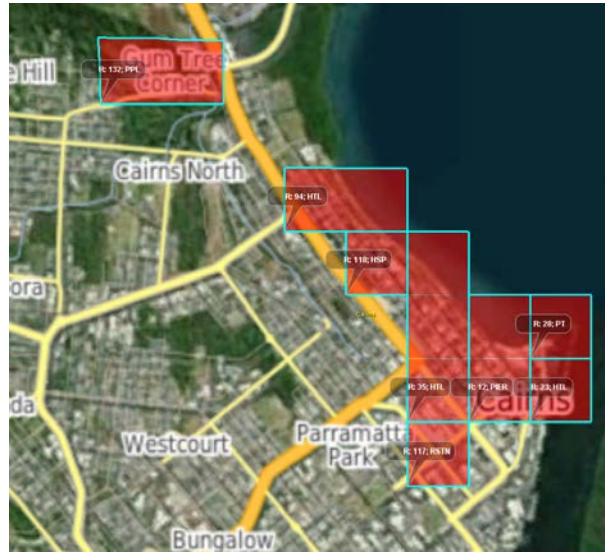 Gum Tree
Corner
e Hill
R: 132; PPL
Cairns North
R: 94; HTL
R: 118; HSP
ora
R: 28; PT
R: 35; HTL
R: 12; PIER
R: 23; HTL
Cairns
da
Westcourt
Parramatta
Park
R: 117; RSTN
Bungalow